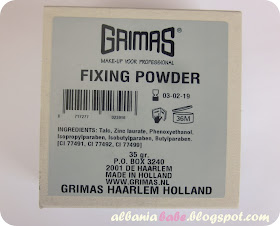 GRIMAS®
MAKE-UP VOOR PROFESSIONAL
FIXING POWDER
03-02-19
36M
INGREDIENTS: Talc, Zinc laurate, Phenoxyethanol,
Isopropylparaben, Isobutylparaben, Butylparaben,
[CI 77491, CI 77492, CI 77499]
35 gr.
P.O. BOX 3240
2001 DE HAARLEM
MADE IN HOLLAND
WWW.GRIMAS.NL
GRIMAS HAARLEM HOLLAND
albaniababe.blogspot.com